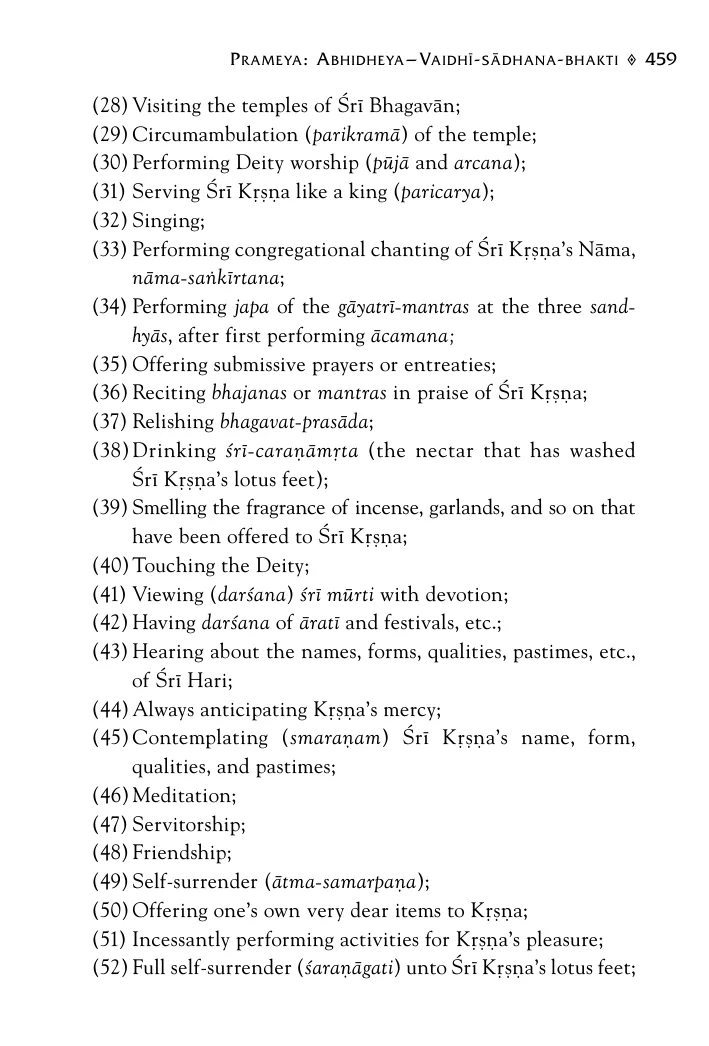 PRAMEYA: ABHIDHEYA–VAIDHĪ-SĀDHANA-BHAKTI ◊ 459
(28) Visiting the temples of Śrī Bhagavān;
(29) Circumambulation (parikramā) of the temple;
(30) Performing Deity worship (pūjā and arcana);
(31) Serving Śrī Kṛṣṇa like a king (paricarya);
(32) Singing;
(33) Performing congregational chanting of Śrī Kṛṣṇa’s Nāma,
nāma-saṅkīrtana;
(34) Performing japa of the gāyatrī-mantras at the three sand-
hyās, after first performing ācamana;
(35) Offering submissive prayers or entreaties;
(36) Reciting bhajanas or mantras in praise of Śrī Kṛṣṇa;
(37) Relishing bhagavat-prasāda;
(38) Drinking śrī-caraṇāmṛta (the nectar that has washed
Śrī Kṛṣṇa’s lotus feet);
(39) Smelling the fragrance of incense, garlands, and so on that
have been offered to Śrī Kṛṣṇa;
(40) Touching the Deity;
(41) Viewing (darśana) śrī mūrti with devotion;
(42) Having darśana of āratī and festivals, etc.;
(43) Hearing about the names, forms, qualities, pastimes, etc.,
of Śrī Hari;
(44) Always anticipating Kṛṣṇa’s mercy;
(45) Contemplating (smaraṇam) Śrī Kṛṣṇa’s name, form,
qualities, and pastimes;
(46) Meditation;
(47) Servitorship;
(48) Friendship;
(49) Self-surrender (ātma-samarpaṇa);
(50) Offering one’s own very dear items to Kṛṣṇa;
(51) Incessantly performing activities for Kṛṣṇa’s pleasure;
(52) Full self-surrender (śaraṇāgati) unto Śrī Kṛṣṇa’s lotus feet;